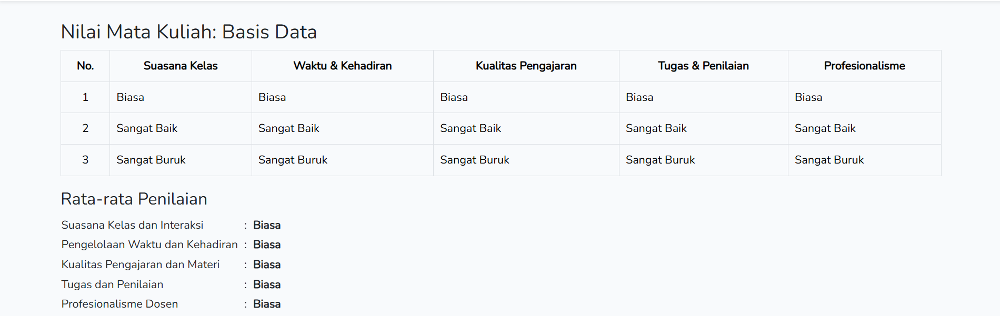 Nilai Mata Kuliah: Basis Data
No. Suasana Kelas Waktu & Kehadiran Kualitas Pengajaran Tugas & Penilaian Profesionalisme
1 Biasa Biasa Biasa Biasa Biasa
2 Sangat Baik Sangat Baik Sangat Baik Sangat Baik Sangat Baik
3 Sangat Buruk Sangat Buruk Sangat Buruk Sangat Buruk Sangat Buruk
Rata-rata Penilaian
Suasana Kelas dan Interaksi : Biasa
Pengelolaan Waktu dan Kehadiran : Biasa
Kualitas Pengajaran dan Materi : Biasa
Tugas dan Penilaian : Biasa
Profesionalisme Dosen : Biasa